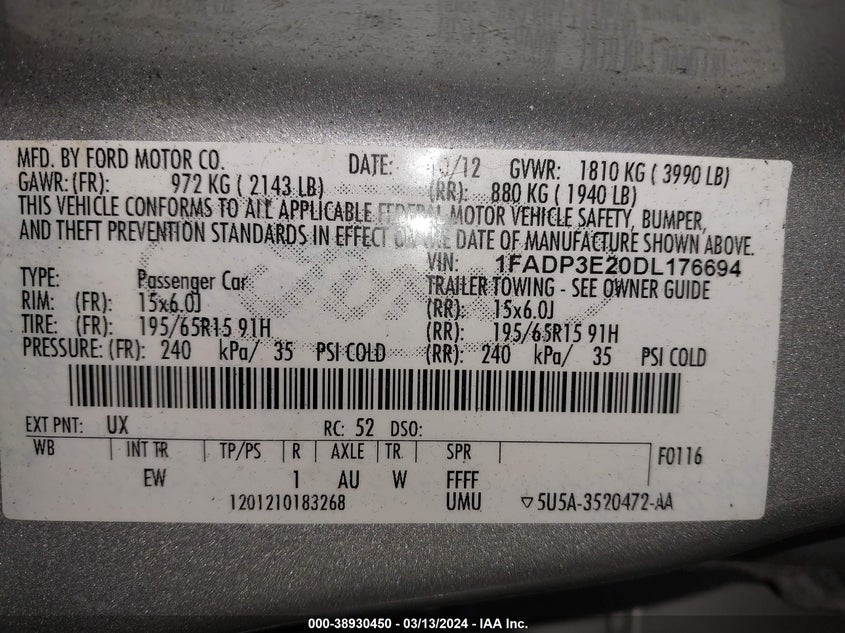 MFD. BY FORD MOTOR CO. DATE: 10/12 GVWR: 1810 KG ( 3990 LB)
GAWR: (FR): 972 KG ( 2143 LB) (RR): 880 KG ( 1940 LB)
THIS VEHICLE CONFORMS TO ALL APPLICABLE FEDERAL MOTOR VEHICLE SAFETY, BUMPER,
AND THEFT PREVENTION STANDARDS IN EFFECT ON THE DATE OF MANUFACTURE SHOWN ABOVE.
VIN: 1FADP3E20DL176694
TYPE: Passenger Car TRAILER TOWING - SEE OWNER GUIDE
RIM: (FR): 15x6.0J (RR): 15x6.0J
TIRE: (FR): 195/65R15 91H (RR): 195/65R15 91H
PRESSURE: (FR): 240 kPa/ 35 PSI COLD (RR): 240 kPa/ 35 PSI COLD
EXT PNT: UX RC: 52 DSO:
WB INT TR TP/PS R AXLE TR SPR F0116
EW 1 AU W FFFF
1201210183268 UMU ▽5U5A-3520472-AA
000-38930450 - 03/13/2024 - IAA Inc.